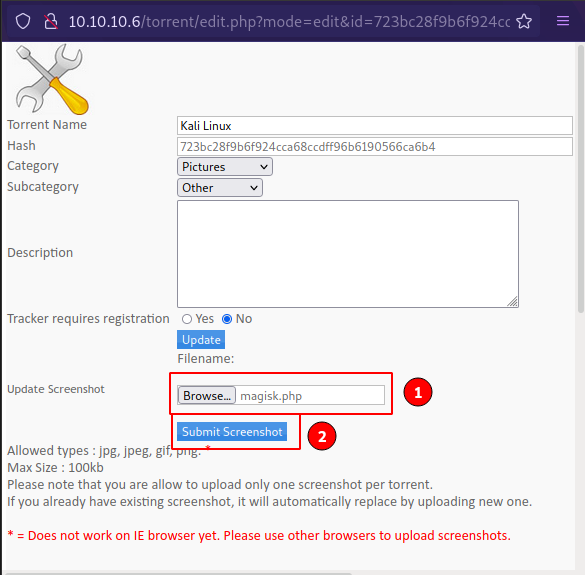 10.10.10.6/torrent/edit.php?mode=edit&id=723bc28f9b6f924cc
Torrent Name Kali Linux
Hash 723bc28f9b6f924cca68ccdff96b6190566ca6b4
Category Pictures
Subcategory Other
Description
Tracker requires registration Yes No
Update
Filename:
Update Screenshot Browse... magisk.php 1
Submit Screenshot 2
Allowed types : jpg, jpeg, gif, png. *
Max Size : 100kb
Please note that you are allow to upload only one screenshot per torrent.
If you already have existing screenshot, it will automatically replace by uploading new one.
* = Does not work on IE browser yet. Please use other browsers to upload screenshots.